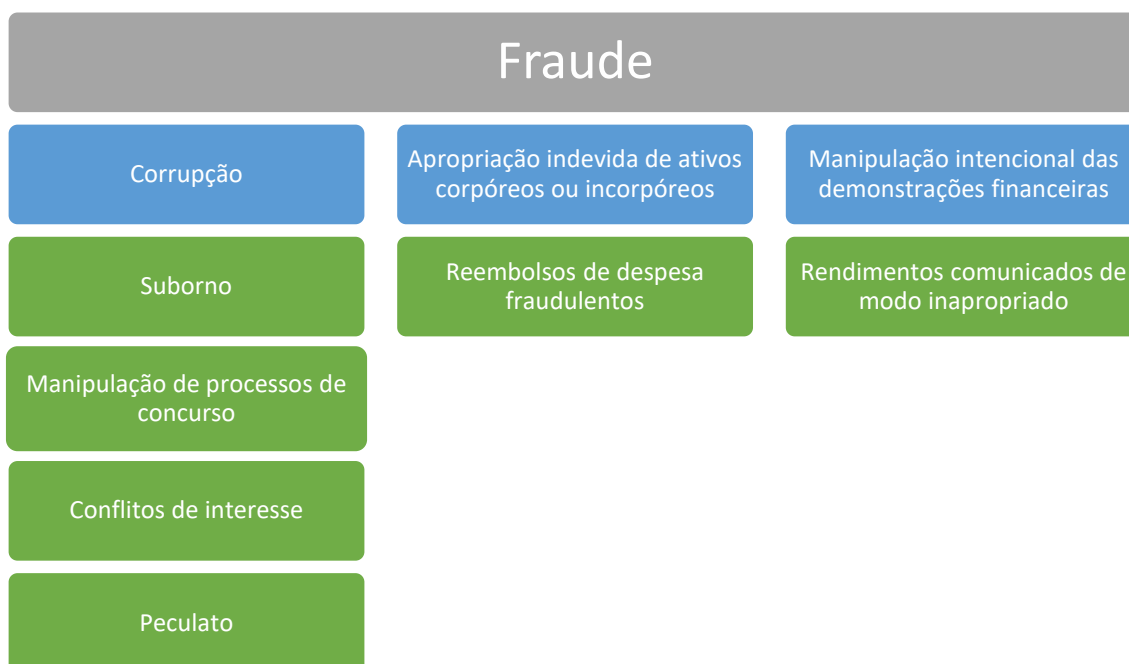 Fraude
Corrupção
Apropriação indevida de ativos
corpóreos ou incorpóreos
Manipulação intencional das
demonstrações financeiras
Suborno
Reembolsos de despesa
fraudulentos
Rendimentos comunicados de
modo inapropriado
Manipulação de processos de
concurso
Conflitos de interesse
Peculato